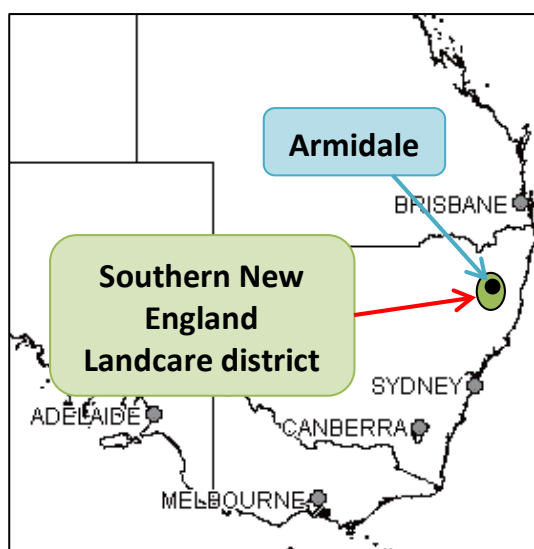 Armidale
BRISBANE
Southern New
England
Landcare district
SYDNEY
ADELAIDE
CANBERRA
MELBOURNE